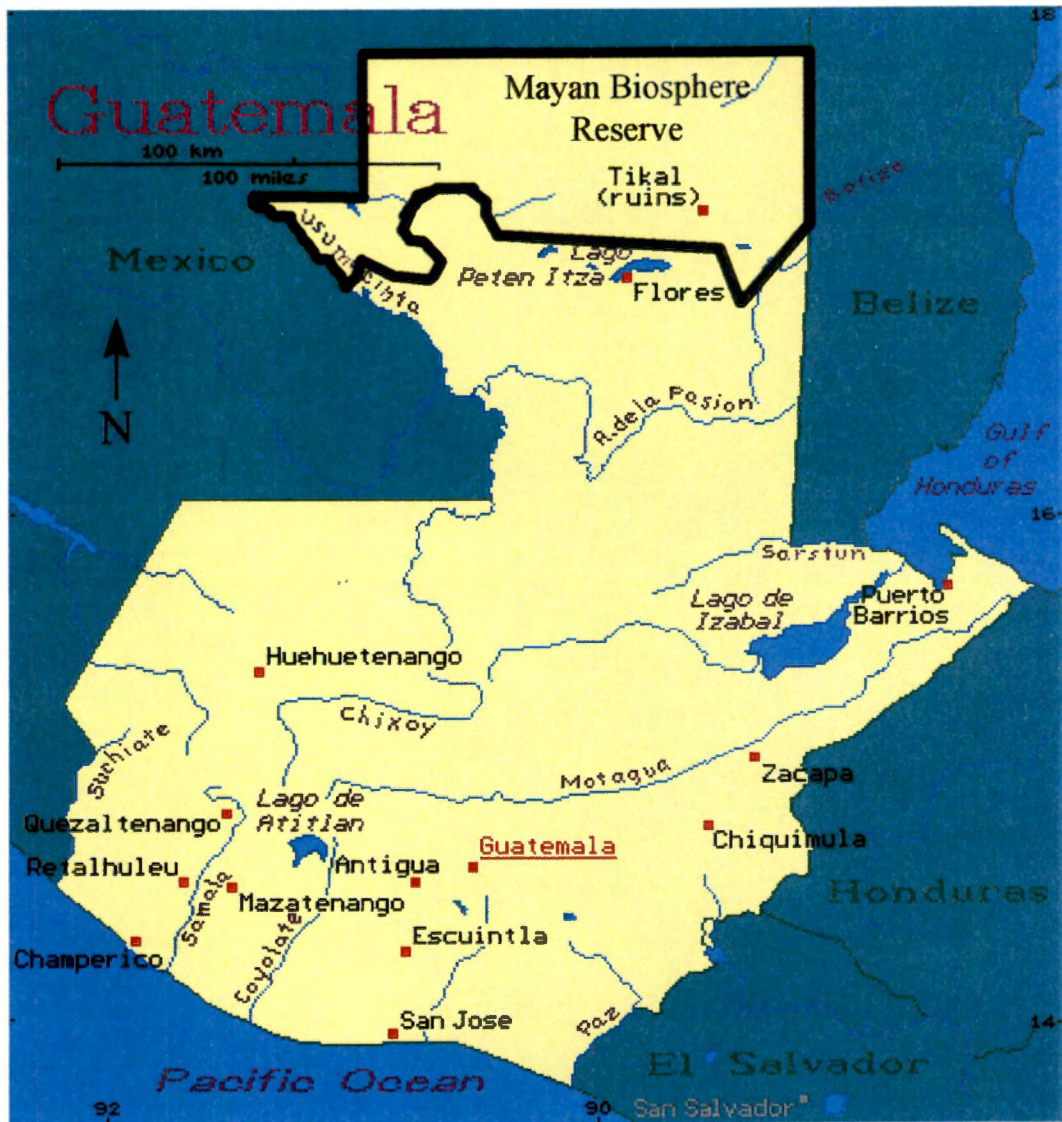 18
Guatemala
100 km
100 miles
Mayan Biosphere
Reserve
Tikal
(ruins)
Belize
Usumacinta
Mexico
Lago
Peten Itza
Flores
Belize
N
R. de la Pasion
Gulf
of
Honduras
16
Sarstun
Lago de
Izabal
Puerto
Barrios
Huehuetenango
Chixoy
Suchiate
Motagua
Zacapa
Lago de
Atitlan
Quezaltenango
Guatemala
Chiquimula
Retalhuleu
Antigua
Mazatenango
Samala
Honduras
Coyolate
Escuintla
Champerico
San Jose
Paz
14
El Salvador
Pacific Ocean
92
90
San Salvador